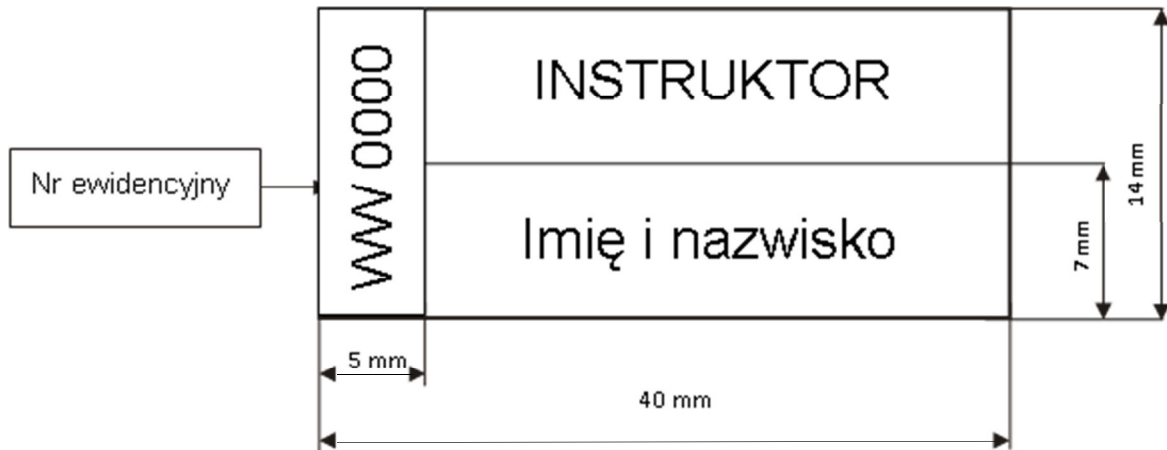 Nr ewidencyjny
WW 0000
INSTRUKTOR
Imię i nazwisko
14 mm
7 mm
5 mm
40 mm